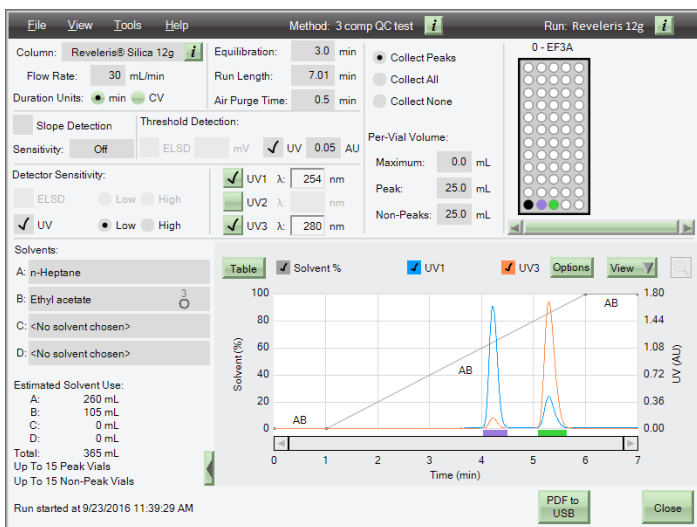 File View Tools Help Method: 3 comp QC test i Run: Reveleris 12g i
Column: Reveleris® Silica 12g i
Flow Rate: 30 mL/min
Duration Units: min CV
Equilibration: 3.0 min
Run Length: 7.01 min
Air Purge Time: 0.5 min
Collect Peaks
Collect All
Collect None
0 - EF3A
Slope Detection
Sensitivity: Off
Threshold Detection:
ELSD mV UV 0.05 AU
Per-Vial Volume:
Maximum: 0.0 mL
Peak: 25.0 mL
Non-Peaks: 25.0 mL
Detector Sensitivity:
ELSD Low High
UV Low High
UV1 λ: 254 nm
UV2 λ: nm
UV3 λ: 280 nm
Solvents:
A: n-Heptane
B: Ethyl acetate 3
C: <No solvent chosen>
D: <No solvent chosen>
Estimated Solvent Use:
A: 260 mL
B: 105 mL
C: 0 mL
D: 0 mL
Total: 365 mL
Up To 15 Peak Vials
Up To 15 Non-Peak Vials
Run started at 9/23/2016 11:39:29 AM
Table Solvent % UV1 UV3 Options View
100 1.80
80 1.44
60 1.08
40 0.72
20 0.36
0 0.00
Solvent (%)
UV (AU)
AB
AB
AB
0 1 2 3 4 5 6 7
Time (min)
PDF to
USB
Close